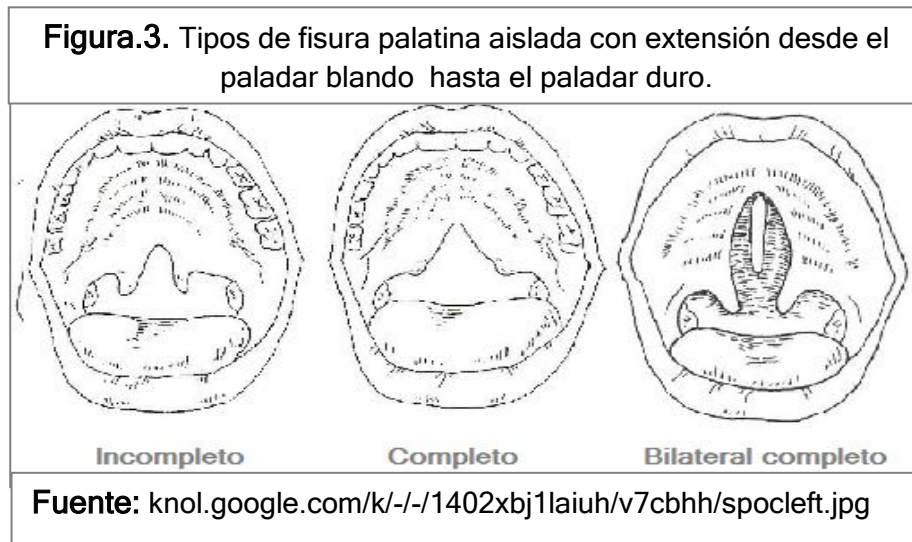 Figura.3. Tipos de fisura palatina aislada con extensión desde el
paladar blando hasta el paladar duro.
Incompleto
Completo
Bilateral completo
Fuente: knol.google.com/k/-/-/1402xbj1laiuh/v7cbhh/spocleft.jpg